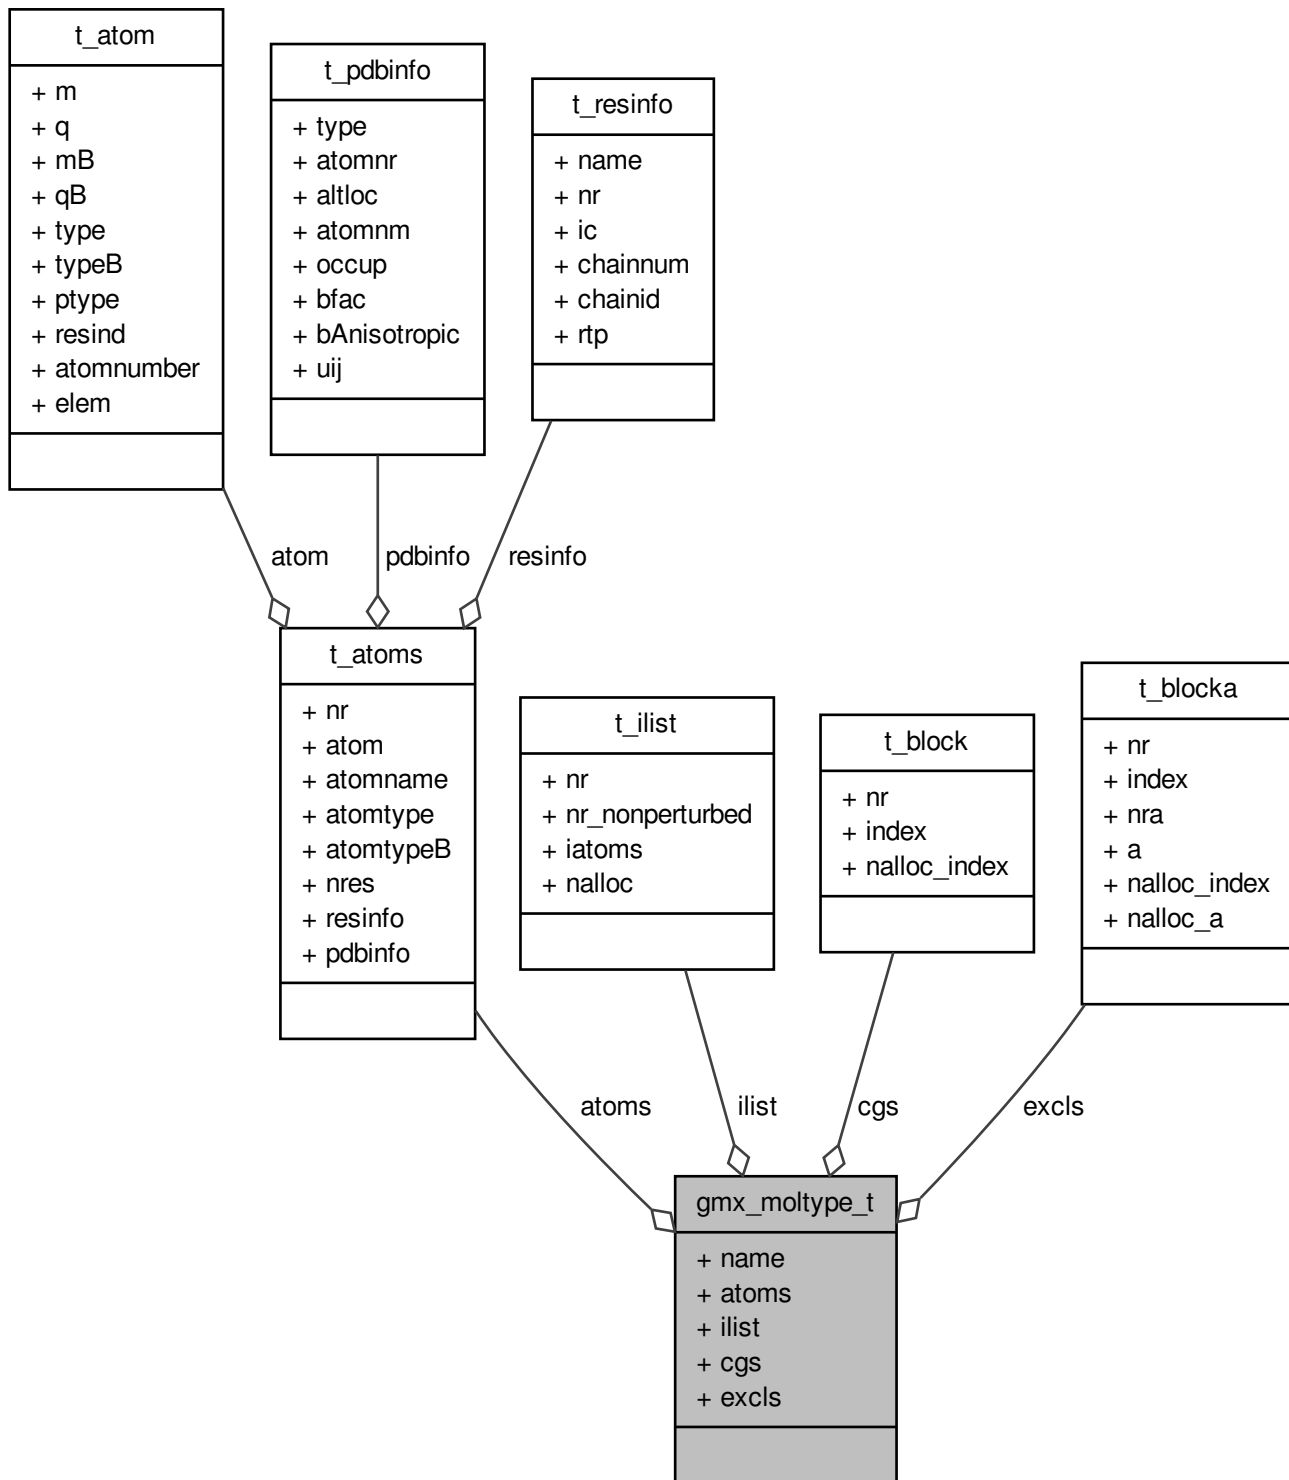 t_atom
+ m
+ q
+ mB
+ qB
+ type
+ typeB
+ ptype
+ resind
+ atomnumber
+ elem
t_pdbinfo
+ type
+ atomnr
+ altloc
+ atomnm
+ occup
+ bfac
+ bAnisotropic
+ uij
t_resinfo
+ name
+ nr
+ ic
+ chainnum
+ chainid
+ rtp
atom
pdbinfo
resinfo
t_atoms
+ nr
+ atom
+ atomname
+ atomtype
+ atomtypeB
+ nres
+ resinfo
+ pdbinfo
t_ilist
+ nr
+ nr_nonperturbed
+ iatoms
+ nalloc
t_block
+ nr
+ index
+ nalloc_index
t_blocka
+ nr
+ index
+ nra
+ a
+ nalloc_index
+ nalloc_a
atoms
ilist
cgs
excls
gmx_moltype_t
+ name
+ atoms
+ ilist
+ cgs
+ excls